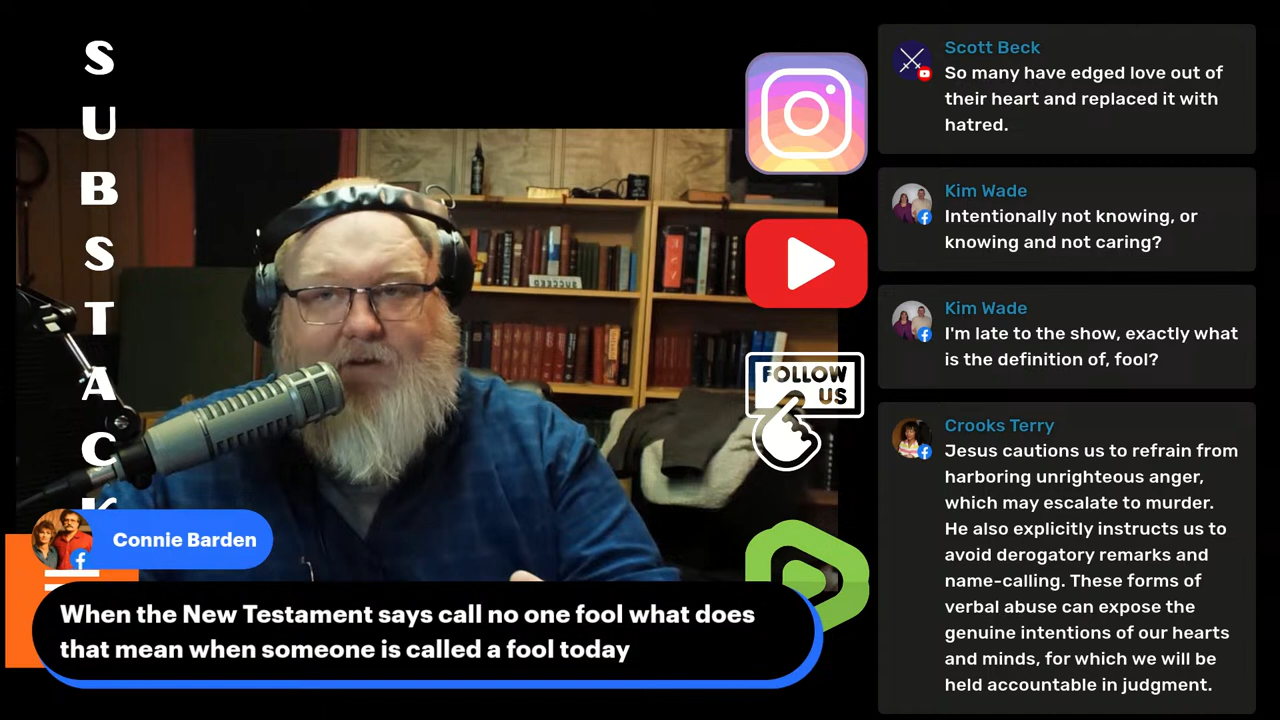 SUBSTACK
FOLLOW
US
Connie Barden
When the New Testament says call no one fool what does
that mean when someone is called a fool today
Scott Beck
So many have edged love out of
their heart and replaced it with
hatred.
Kim Wade
Intentionally not knowing, or
knowing and not caring?
Kim Wade
I'm late to the show, exactly what
is the definition of, fool?
Crooks Terry
Jesus cautions us to refrain from
harboring unrighteous anger,
which may escalate to murder.
He also explicitly instructs us to
avoid derogatory remarks and
name-calling. These forms of
verbal abuse can expose the
genuine intentions of our hearts
and minds, for which we will be
held accountable in judgment.